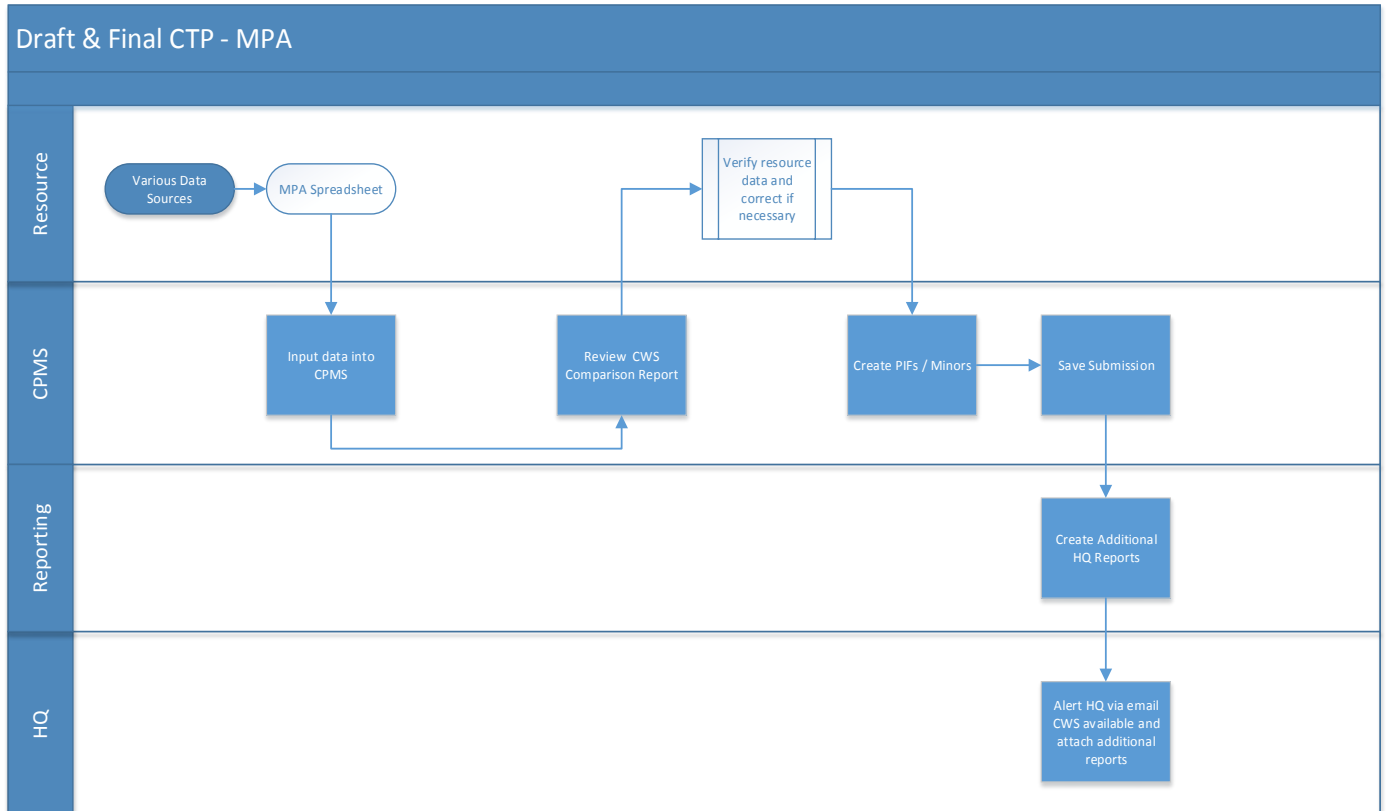 Draft & Final CTP - MPA
Resource
Various Data
Sources
MPA Spreadsheet
Verify resource
data and
correct if
necessary
CPMS
Input data into
CPMS
Review CWS
Comparison Report
Create PIFs / Minors
Save Submission
Reporting
Create Additional
HQ Reports
HQ
Alert HQ via email
CWS available and
attach additional
reports